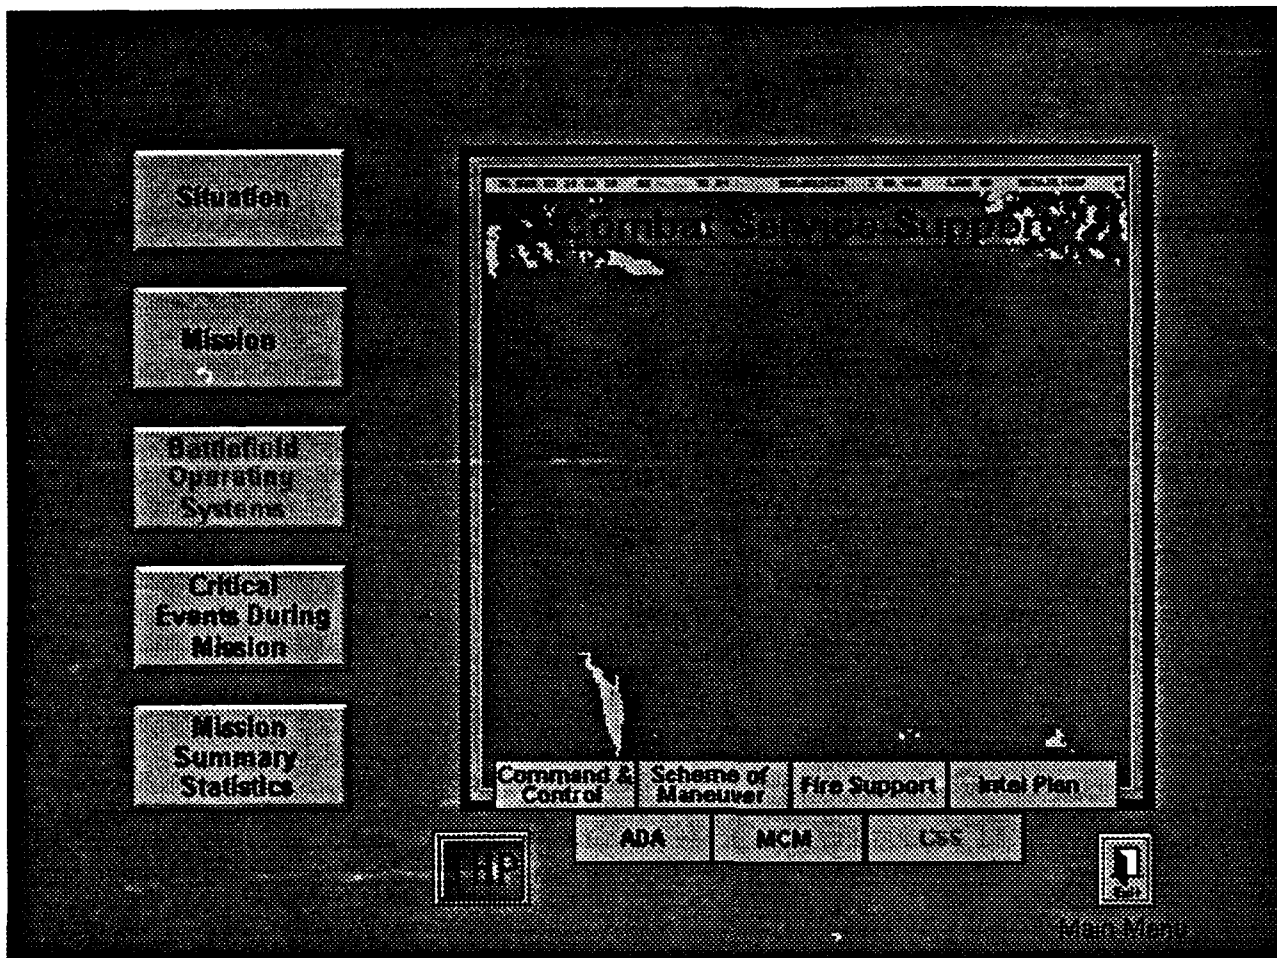 Situation
Mission
Battlefield
Operating
Systems
Critical
Events During
Mission
Mission
Summary
Statistics
Combat Service Support
Command &
Control
Scheme of
Maneuver
Fire Support
Intel Plan
ADA
MCM
CSS
Main Menu